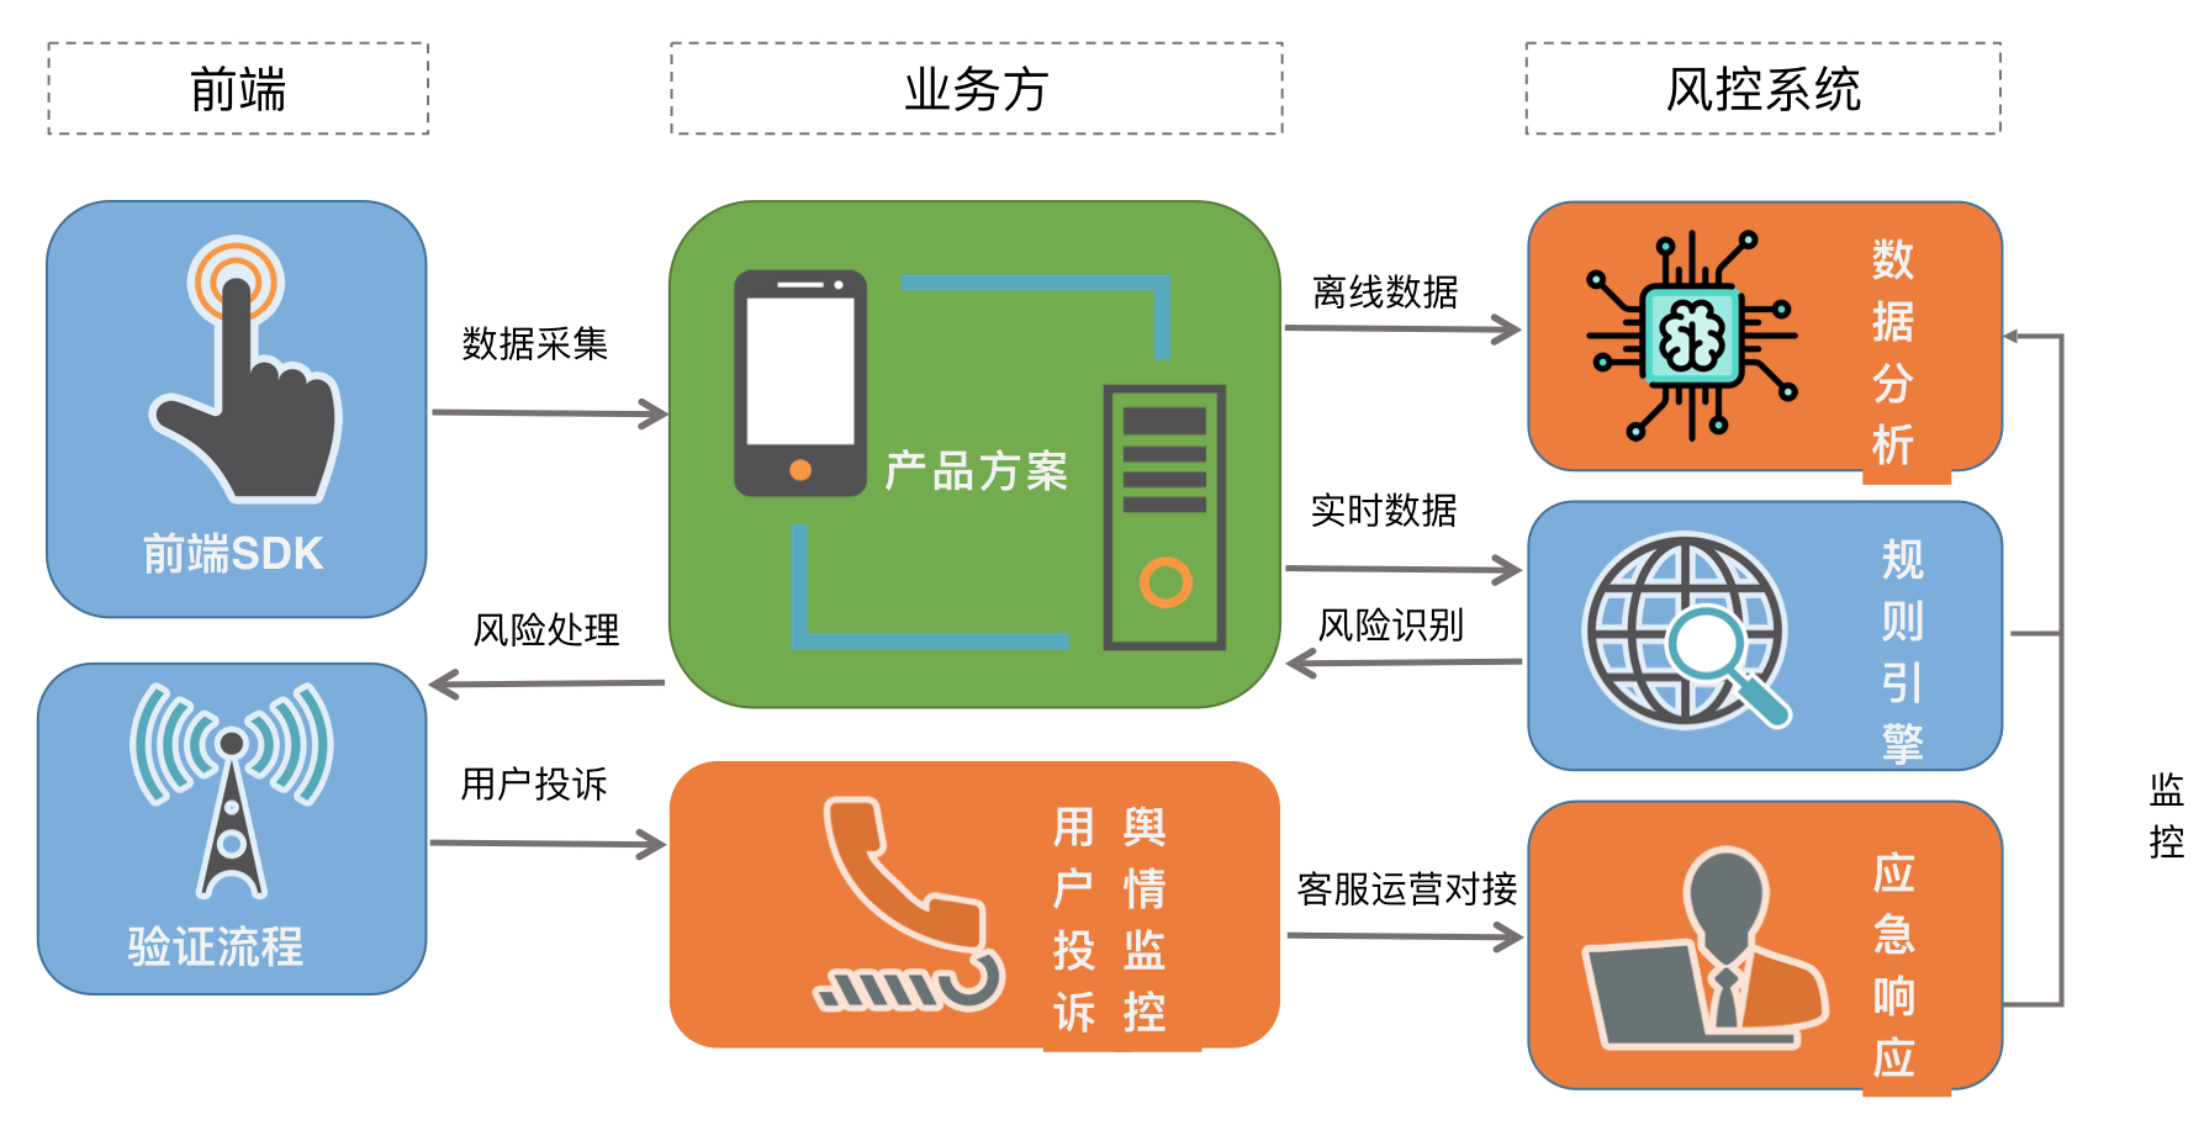 前端
业务方
风控系统
前端SDK
数据采集
产品方案
离线数据
数据分析
实时数据
风险识别
规则引擎
风险处理
验证流程
用户投诉
用户投诉
舆情监控
客服运营对接
应急响应
监控